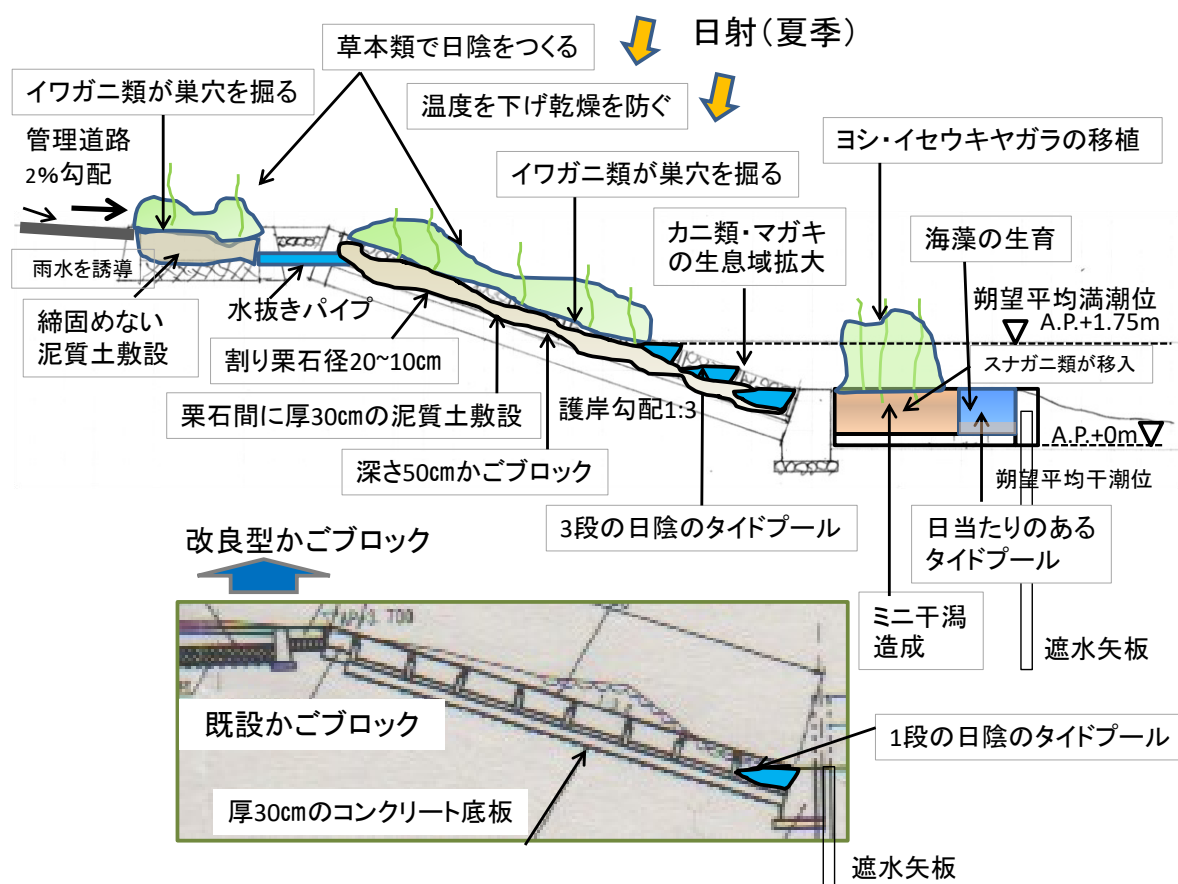 日射（夏季）
草本類で日陰をつくる
イワガニ類が巣穴を掘る
温度を下げ乾燥を防ぐ
管理道路
2%勾配
ヨシ・イセウキヤガラの移植
イワガニ類が巣穴を掘る
カニ類・マガキ
の生息域拡大
海藻の生育
雨水を誘導
水抜きパイプ
朔望平均満潮位
A.P.+1.75m
締固めない
泥質土敷設
割り栗石径20~10㎝
スナガニ類が移入
栗石間に厚30㎝の泥質土敷設
護岸勾配1:3
A.P.+0m
深さ50㎝かごブロック
朔望平均干潮位
3段の日陰のタイドプール
日当たりのある
タイドプール
改良型かごブロック
ミニ干潟
造成
遮水矢板
既設かごブロック
1段の日陰のタイドプール
厚30㎝のコンクリート底板
遮水矢板